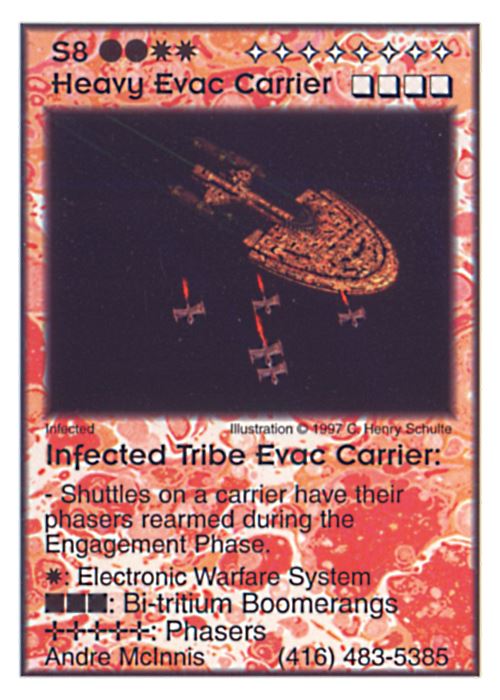 S8
Heavy Evac Carrier
Infected
Illustration © 1997 G. Henry Schulte
Infected Tribe Evac Carrier:
- Shuttles on a carrier have their
phasers rearmed during the
Engagement Phase.
: Electronic Warfare System
: Bi-tritium Boomerangs
: Phasers
Andre McInnis (416) 483-5385